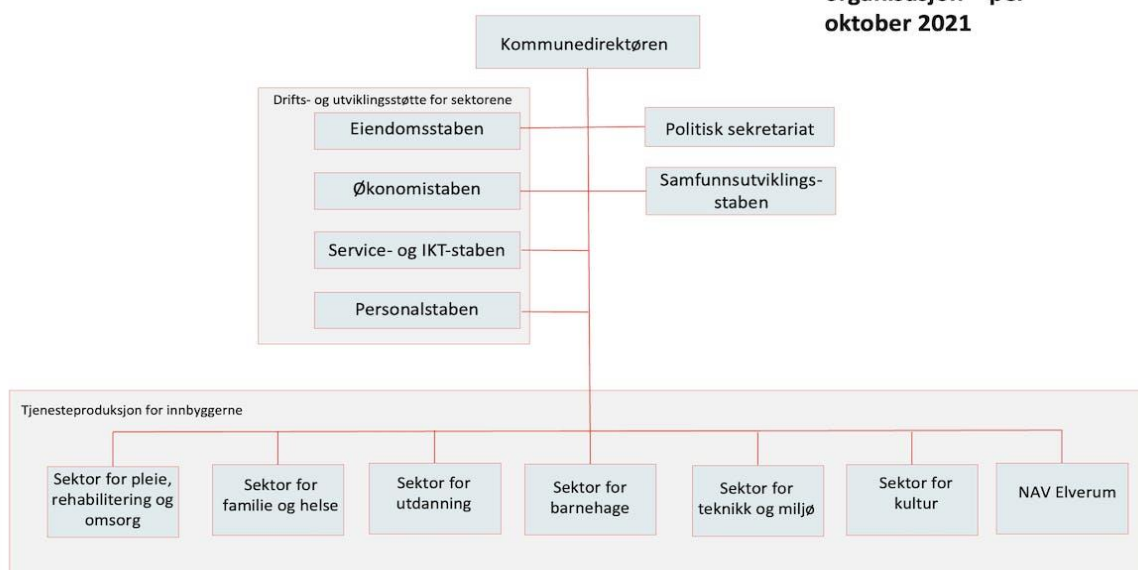 oktober 2021
Kommunedirektøren
Drifts- og utviklingsstøtte for sektorene
Eiendomsstaben
Politisk sekretariat
Økonomistaben
Samfunnsutviklings-
staben
Service- og IKT-staben
Personalstaben
Tjenesteproduksjon for innbyggerne
Sektor for pleie,
rehabilitering og
omsorg
Sektor for
familie og helse
Sektor for
utdanning
Sektor for
barnehage
Sektor for
teknikk og miljø
Sektor for
kultur
NAV Elverum